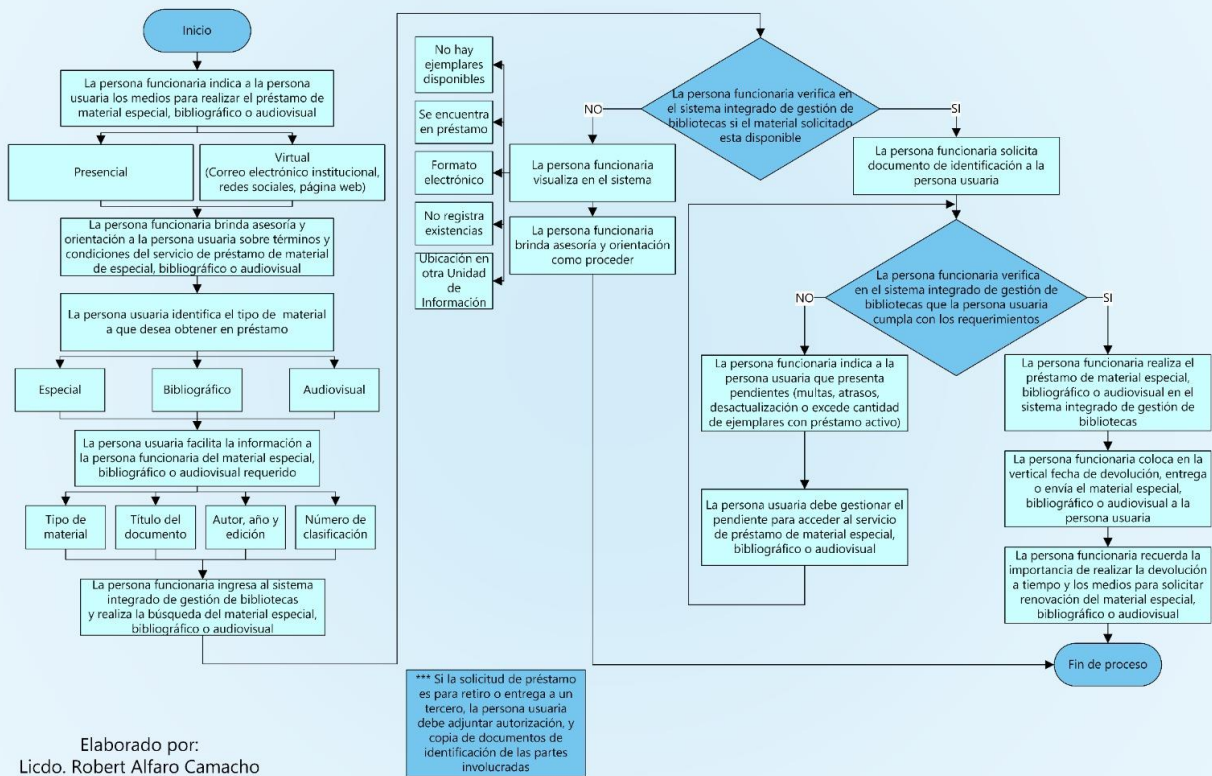 Inicio
La persona funcionaria indica a la persona
usuaria los medios para realizar el préstamo de
material especial, bibliográfico o audiovisual
Presencial
Virtual
(Correo electrónico institucional,
redes sociales, página web)
La persona funcionaria brinda asesoría y
orientación a la persona usuaria sobre términos y
condiciones del servicio de préstamo de material
de especial, bibliográfico o audiovisual
La persona usuaria identifica el tipo de material
a que desea obtener en préstamo
Especial
Bibliográfico
Audiovisual
La persona usuaria facilita la información a
la persona funcionaria del material especial,
bibliográfico o audiovisual requerido
Tipo de
material
Título del
documento
Autor, año y
edición
Número de
clasificación
La persona funcionaria ingresa al sistema
integrado de gestión de bibliotecas
y realiza la búsqueda del material especial,
bibliográfico o audiovisual
La persona funcionaria verifica en
el sistema integrado de gestión de
bibliotecas si el material solicitado
esta disponible
NO
SI
No hay
ejemplares
disponibles
Se encuentra
en préstamo
Formato
electrónico
No registra
existencias
Ubicación en
otra Unidad
de
Información
La persona funcionaria
visualiza en el sistema
La persona funcionaria
brinda asesoría y orientación
como proceder
La persona funcionaria solicita
documento de identificación a la
persona usuaria
La persona funcionaria verifica
en el sistema integrado de gestión de
bibliotecas que la persona usuaria
cumpla con los requerimientos
NO
SI
La persona funcionaria indica a la
persona usuaria que presenta
pendientes (multas, atrasos,
desactualización o excede cantidad
de ejemplares con préstamo activo)
La persona usuaria debe gestionar el
pendiente para acceder al servicio
de préstamo de material especial,
bibliográfico o audiovisual
La persona funcionaria realiza el
préstamo de material especial,
bibliográfico o audiovisual en el
sistema integrado de gestión de
bibliotecas
La persona funcionaria coloca en la
vertical fecha de devolución, entrega
o envía el material especial,
bibliográfico o audiovisual a la
persona usuaria
La persona funcionaria recuerda la
importancia de realizar la devolución
a tiempo y los medios para solicitar
renovación del material especial,
bibliográfico o audiovisual
Fin de proceso
*** Si la solicitud de préstamo
es para retiro o entrega a un
tercero, la persona usuaria
debe adjuntar autorización, y
copia de documentos de
identificación de las partes
involucradas
Elaborado por:
Licdo. Robert Alfaro Camacho